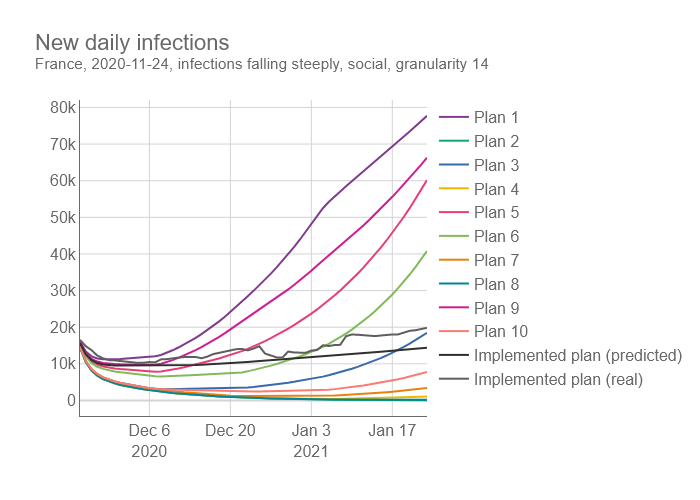 New daily infections
France, 2020-11-24, infections falling steeply, social, granularity 14
80k
70k
60k
50k
40k
30k
20k
10k
0
Dec 6
2020
Dec 20
Jan 3
2021
Jan 17
Plan 1
Plan 2
Plan 3
Plan 4
Plan 5
Plan 6
Plan 7
Plan 8
Plan 9
Plan 10
Implemented plan (predicted)
Implemented plan (real)